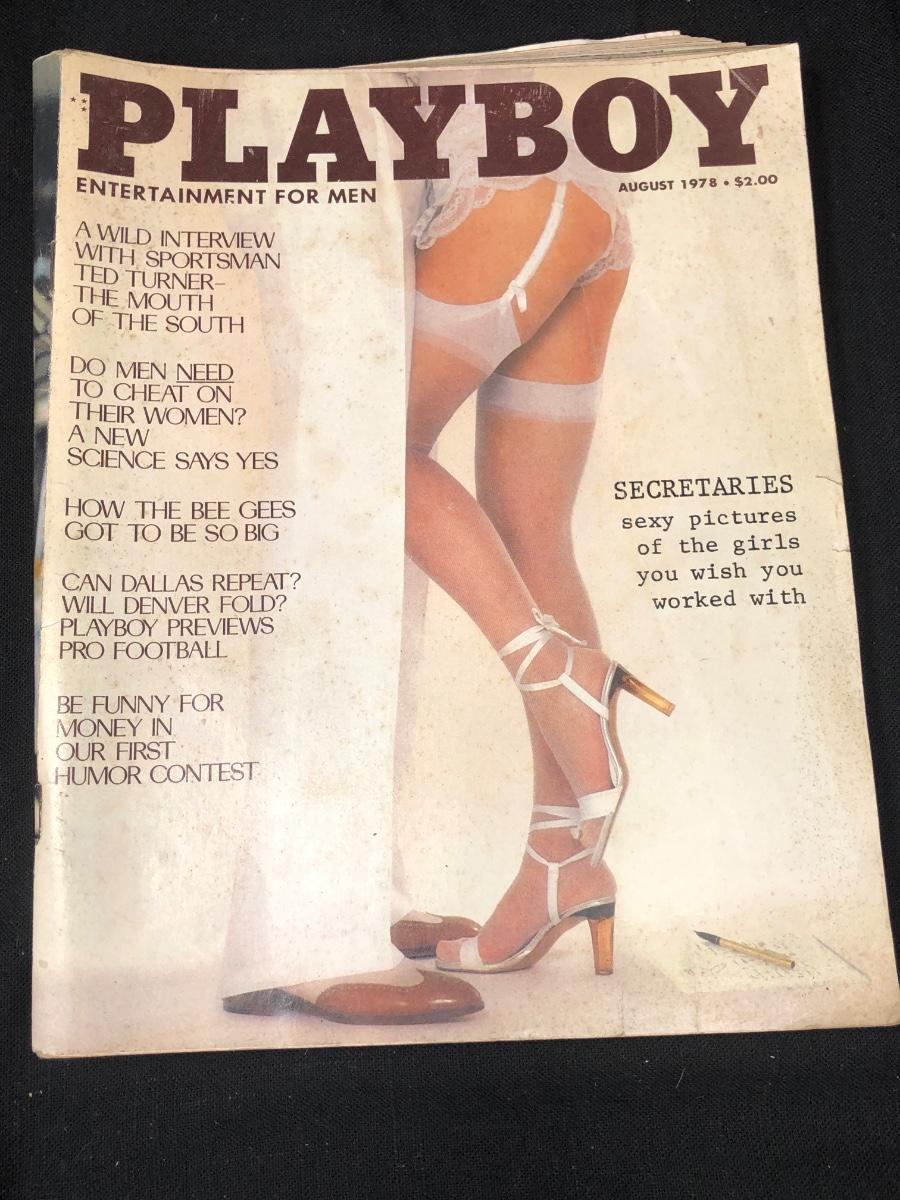 PLAYBOY
ENTERTAINMENT FOR MEN
AUGUST 1978 • $2.00
A WILD INTERVIEW
WITH SPORTSMAN
TED TURNER–
THE MOUTH
OF THE SOUTH
DO MEN NEED
TO CHEAT ON
THEIR WOMEN?
A NEW
SCIENCE SAYS YES
HOW THE BEE GEES
GOT TO BE SO BIG
CAN DALLAS REPEAT?
WILL DENVER FOLD?
PLAYBOY PREVIEWS
PRO FOOTBALL
BE FUNNY FOR
MONEY IN
OUR FIRST
HUMOR CONTEST
SECRETARIES
sexy pictures
of the girls
you wish you
worked with